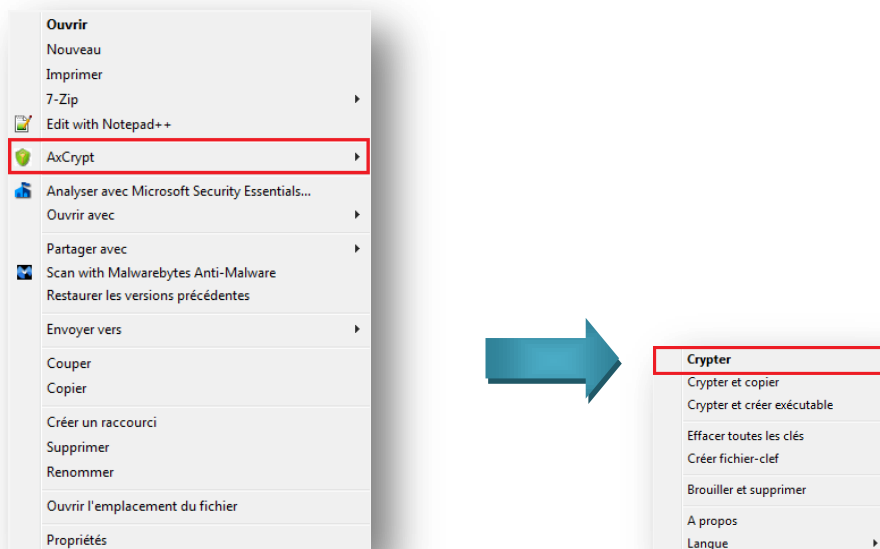 Ouvrir
Nouveau
Imprimer
7-Zip
Edit with Notepad++
AxCrypt
Analyser avec Microsoft Security Essentials...
Ouvrir avec
Partager avec
Scan with Malwarebytes Anti-Malware
Restaurer les versions précédentes
Envoyer vers
Couper
Copier
Créer un raccourci
Supprimer
Renommer
Ouvrir l'emplacement du fichier
Propriétés
Crypter
Crypter et copier
Crypter et créer exécutable
Effacer toutes les clés
Créer fichier-clef
Brouiller et supprimer
A propos
Langue